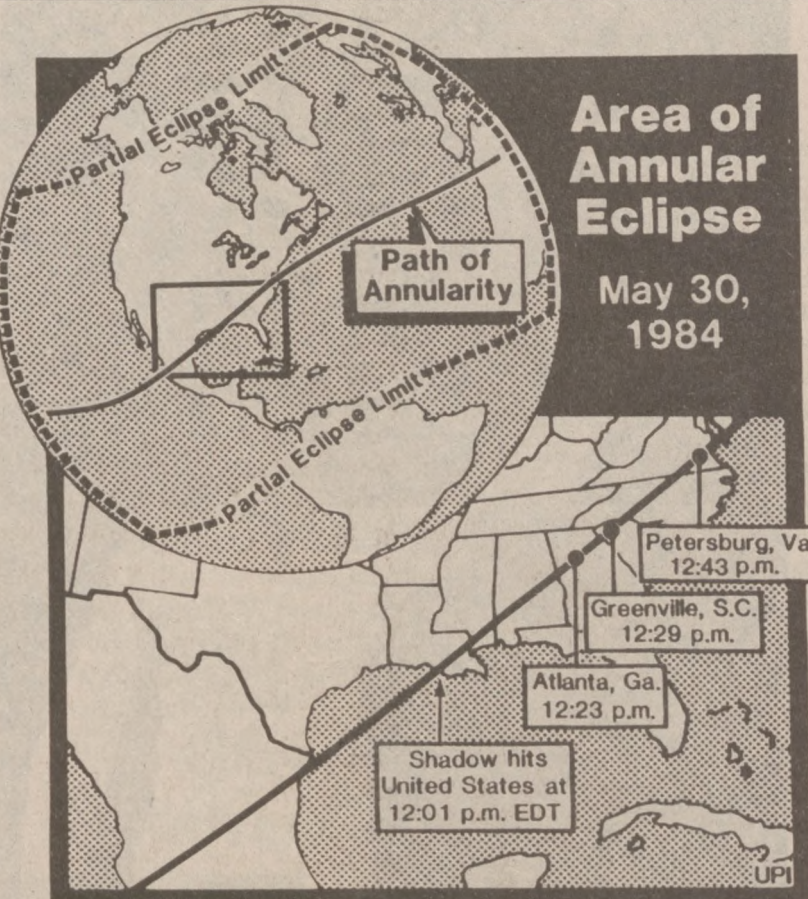 Area of
Annular
Eclipse
May 30,
1984
Partial Eclipse Limit
Path of
Annularity
Partial Eclipse Limit
Petersburg, Va
12:43 p.m.
Greenville, S.C.
12:29 p.m.
Atlanta, Ga.
12:23 p.m.
Shadow hits
United States at
12:01 p.m. EDT
UPI